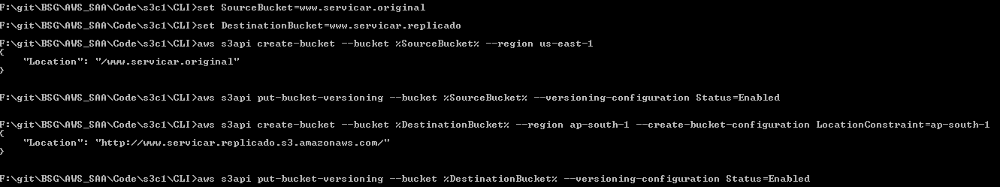 F:\git\BSG\AWS_SAA\Code\s3c1\CLI>set SourceBucket=www.servicar.original
F:\git\BSG\AWS_SAA\Code\s3c1\CLI>set DestinationBucket=www.servicar.replicado
F:\git\BSG\AWS_SAA\Code\s3c1\CLI>aws s3api create-bucket --bucket %SourceBucket% --region us-east-1
{
    "Location": "/www.servicar.original"
}
F:\git\BSG\AWS_SAA\Code\s3c1\CLI>aws s3api put-bucket-versioning --bucket %SourceBucket% --versioning-configuration Status=Enabled
F:\git\BSG\AWS_SAA\Code\s3c1\CLI>aws s3api create-bucket --bucket %DestinationBucket% --region ap-south-1 --create-bucket-configuration LocationConstraint=ap-south-1
{
    "Location": "http://www.servicar.replicado.s3.amazonaws.com/"
}
F:\git\BSG\AWS_SAA\Code\s3c1\CLI>aws s3api put-bucket-versioning --bucket %DestinationBucket% --versioning-configuration Status=Enabled